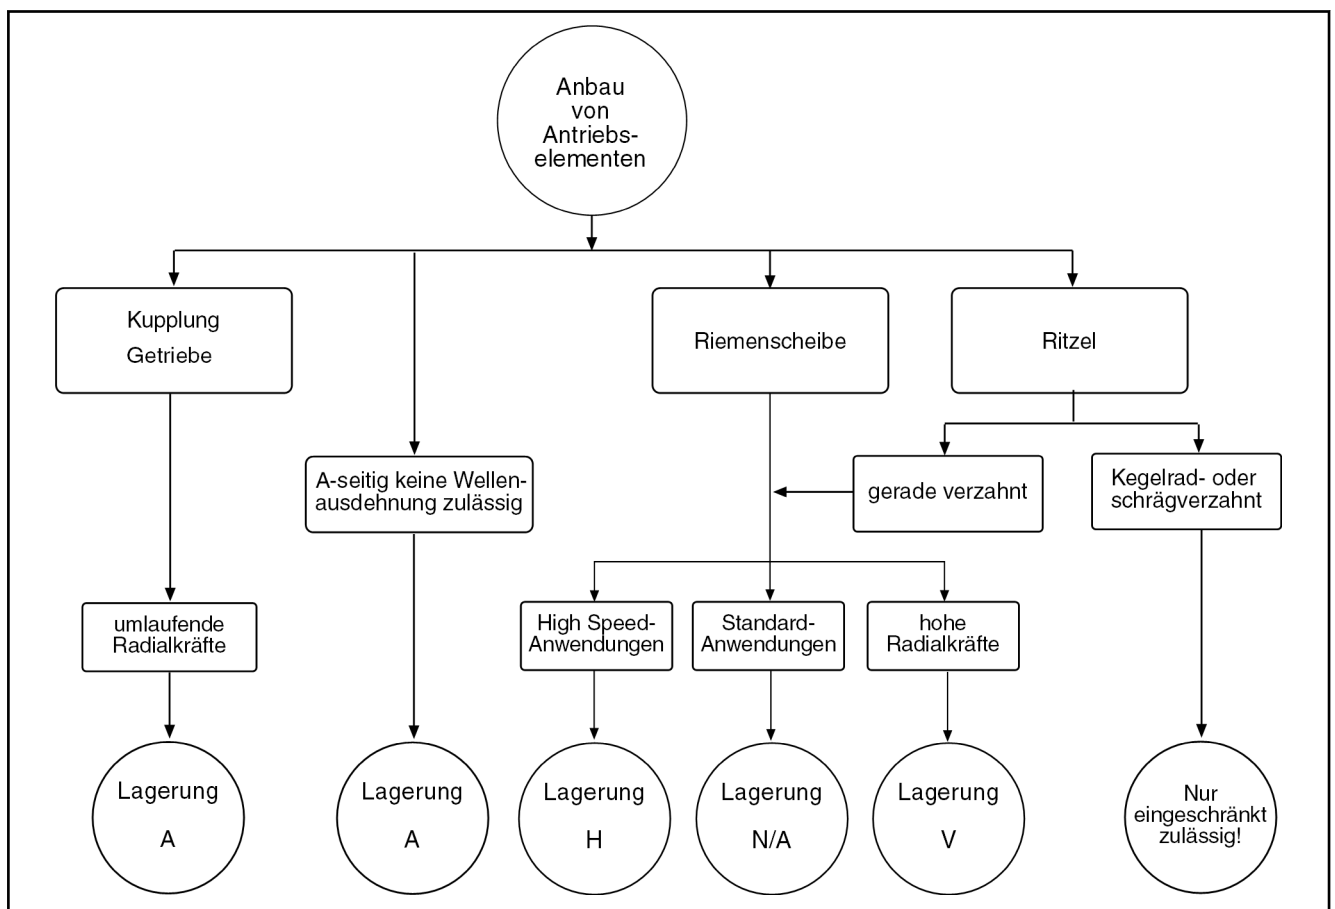 Anbau
von
Antriebs-
elementen
Kupplung
Getriebe
Riemenscheibe
Ritzel
A-seitig keine Wellen-
ausdehnung zulässig
gerade verzahnt
Kegelrad- oder
schrägverzahnt
umlaufende
Radialkräfte
High Speed-
Anwendungen
Standard-
Anwendungen
hohe
Radialkräfte
Lagerung
A
Lagerung
A
Lagerung
H
Lagerung
N/A
Lagerung
V
Nur
eingeschränkt
zulässig!